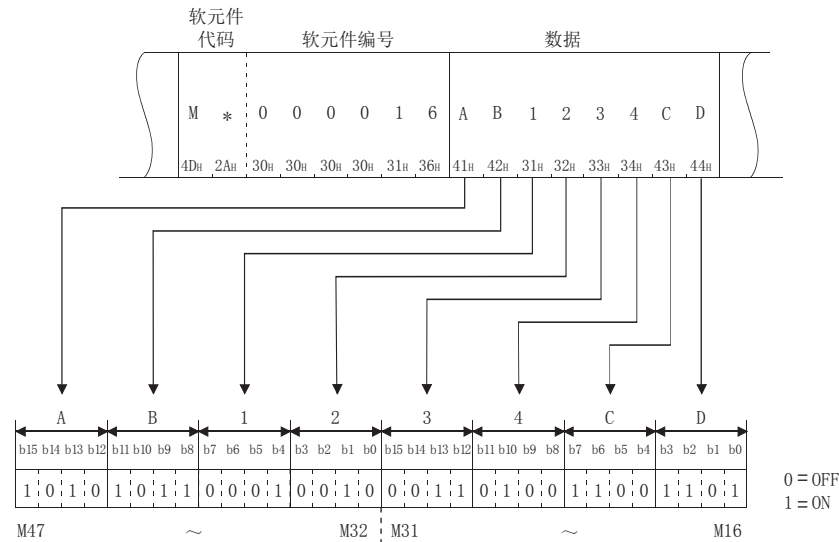 软元件
代码 软元件编号 数据
M * 0 0 0 0 1 6 A B 1 2 3 4 C D
4DH 2AH 30H 30H 30H 30H 31H 36H 41H 42H 31H 32H 33H 34H 43H 44H
A B 1 2 3 4 C D
b15 b14 b13 b12 b11 b10 b9 b8 b7 b6 b5 b4 b3 b2 b1 b0 b15 b14 b13 b12 b11 b10 b9 b8 b7 b6 b5 b4 b3 b2 b1 b0
1 0 1 0 1 0 1 1 0 0 0 1 0 0 1 0 0 0 1 1 0 1 0 0 1 1 0 0 1 1 0 1
0=OFF
1=ON
M47 ～ M32 M31 ～ M16